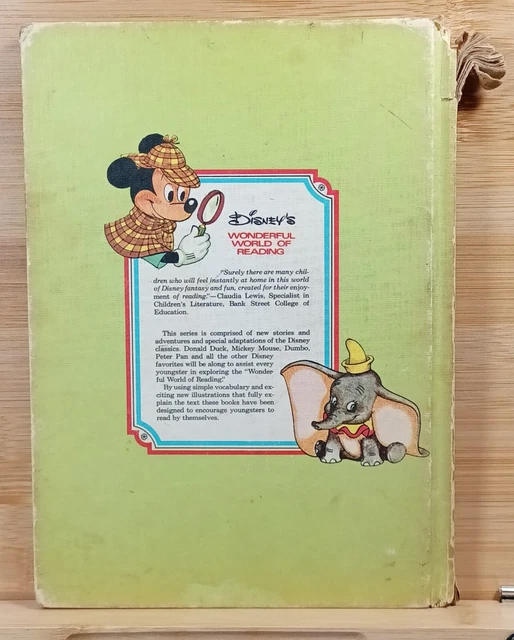 DISNEY'S
WONDERFUL
WORLD OF
READING
"Surely there are many chil-
dren who will feel instantly at home in this world
of Disney fantasy and fun, created for their enjoy-
ment of reading."—Claudia Lewis, Specialist in
Children's Literature, Bank Street College of
Education.
This series is comprised of new stories and
adventures and special adaptations of the Disney
classics. Donald Duck, Mickey Mouse, Dumbo,
Peter Pan and all the other Disney
favorites will be along to assist every
youngster in exploring the "Wonder-
ful World of Reading."
By using simple vocabulary and ex-
citing new illustrations that fully ex-
plain the text these books have been
designed to encourage youngsters to
read by themselves.